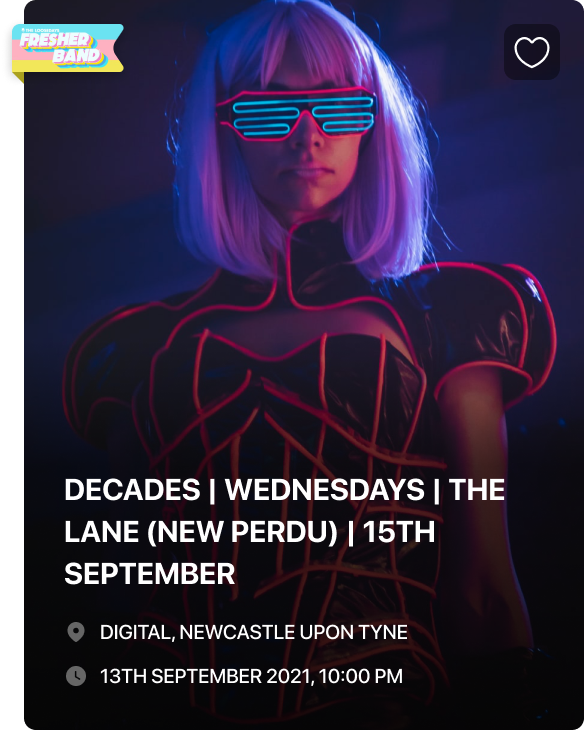 FRESHER
BAND
DECADES | WEDNESDAYS | THE
LANE (NEW PERDU) | 15TH
SEPTEMBER
DIGITAL, NEWCASTLE UPON TYNE
13TH SEPTEMBER 2021, 10:00 PM